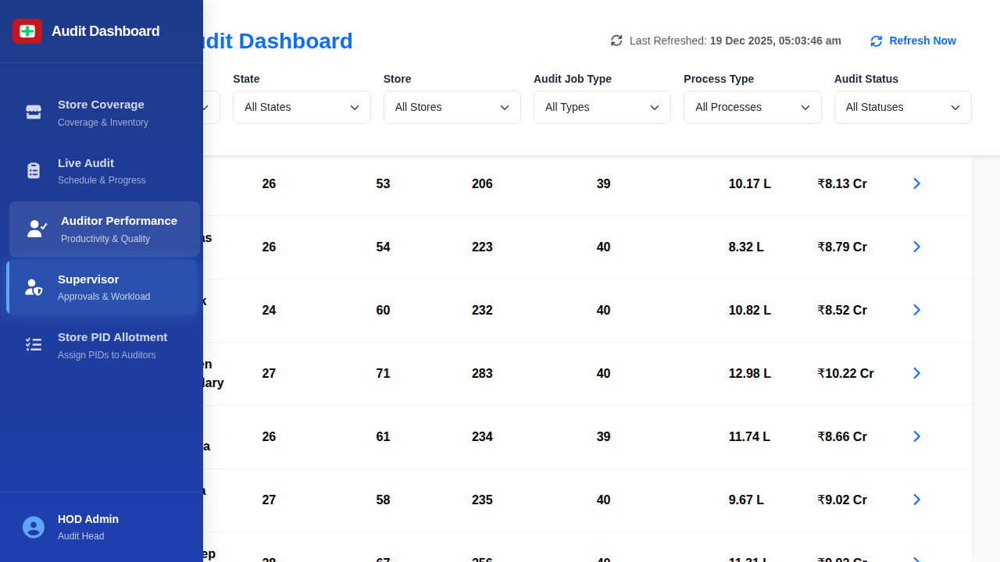 Audit Dashboard
Store Coverage
Coverage & Inventory
Live Audit
Schedule & Progress
Auditor Performance
Productivity & Quality
Supervisor
Approvals & Workload
Store PID Allotment
Assign PIDs to Auditors
HOD Admin
Audit Head
udit Dashboard
Last Refreshed: 19 Dec 2025, 05:03:46 am
Refresh Now
State
Store
Audit Job Type
Process Type
Audit Status
All States
All Stores
All Types
All Processes
All Statuses
26 53 206 39 10.17 L ₹8.13 Cr
as
26 54 223 40 8.32 L ₹8.79 Cr
k
24 60 232 40 10.82 L ₹8.52 Cr
en
27 71 283 40 12.98 L ₹10.22 Cr
lary
26 61 234 39 11.74 L ₹8.66 Cr
a
a
27 58 235 40 9.67 L ₹9.02 Cr
ep
28 67 256 40 11.31 L ₹9.92 Cr